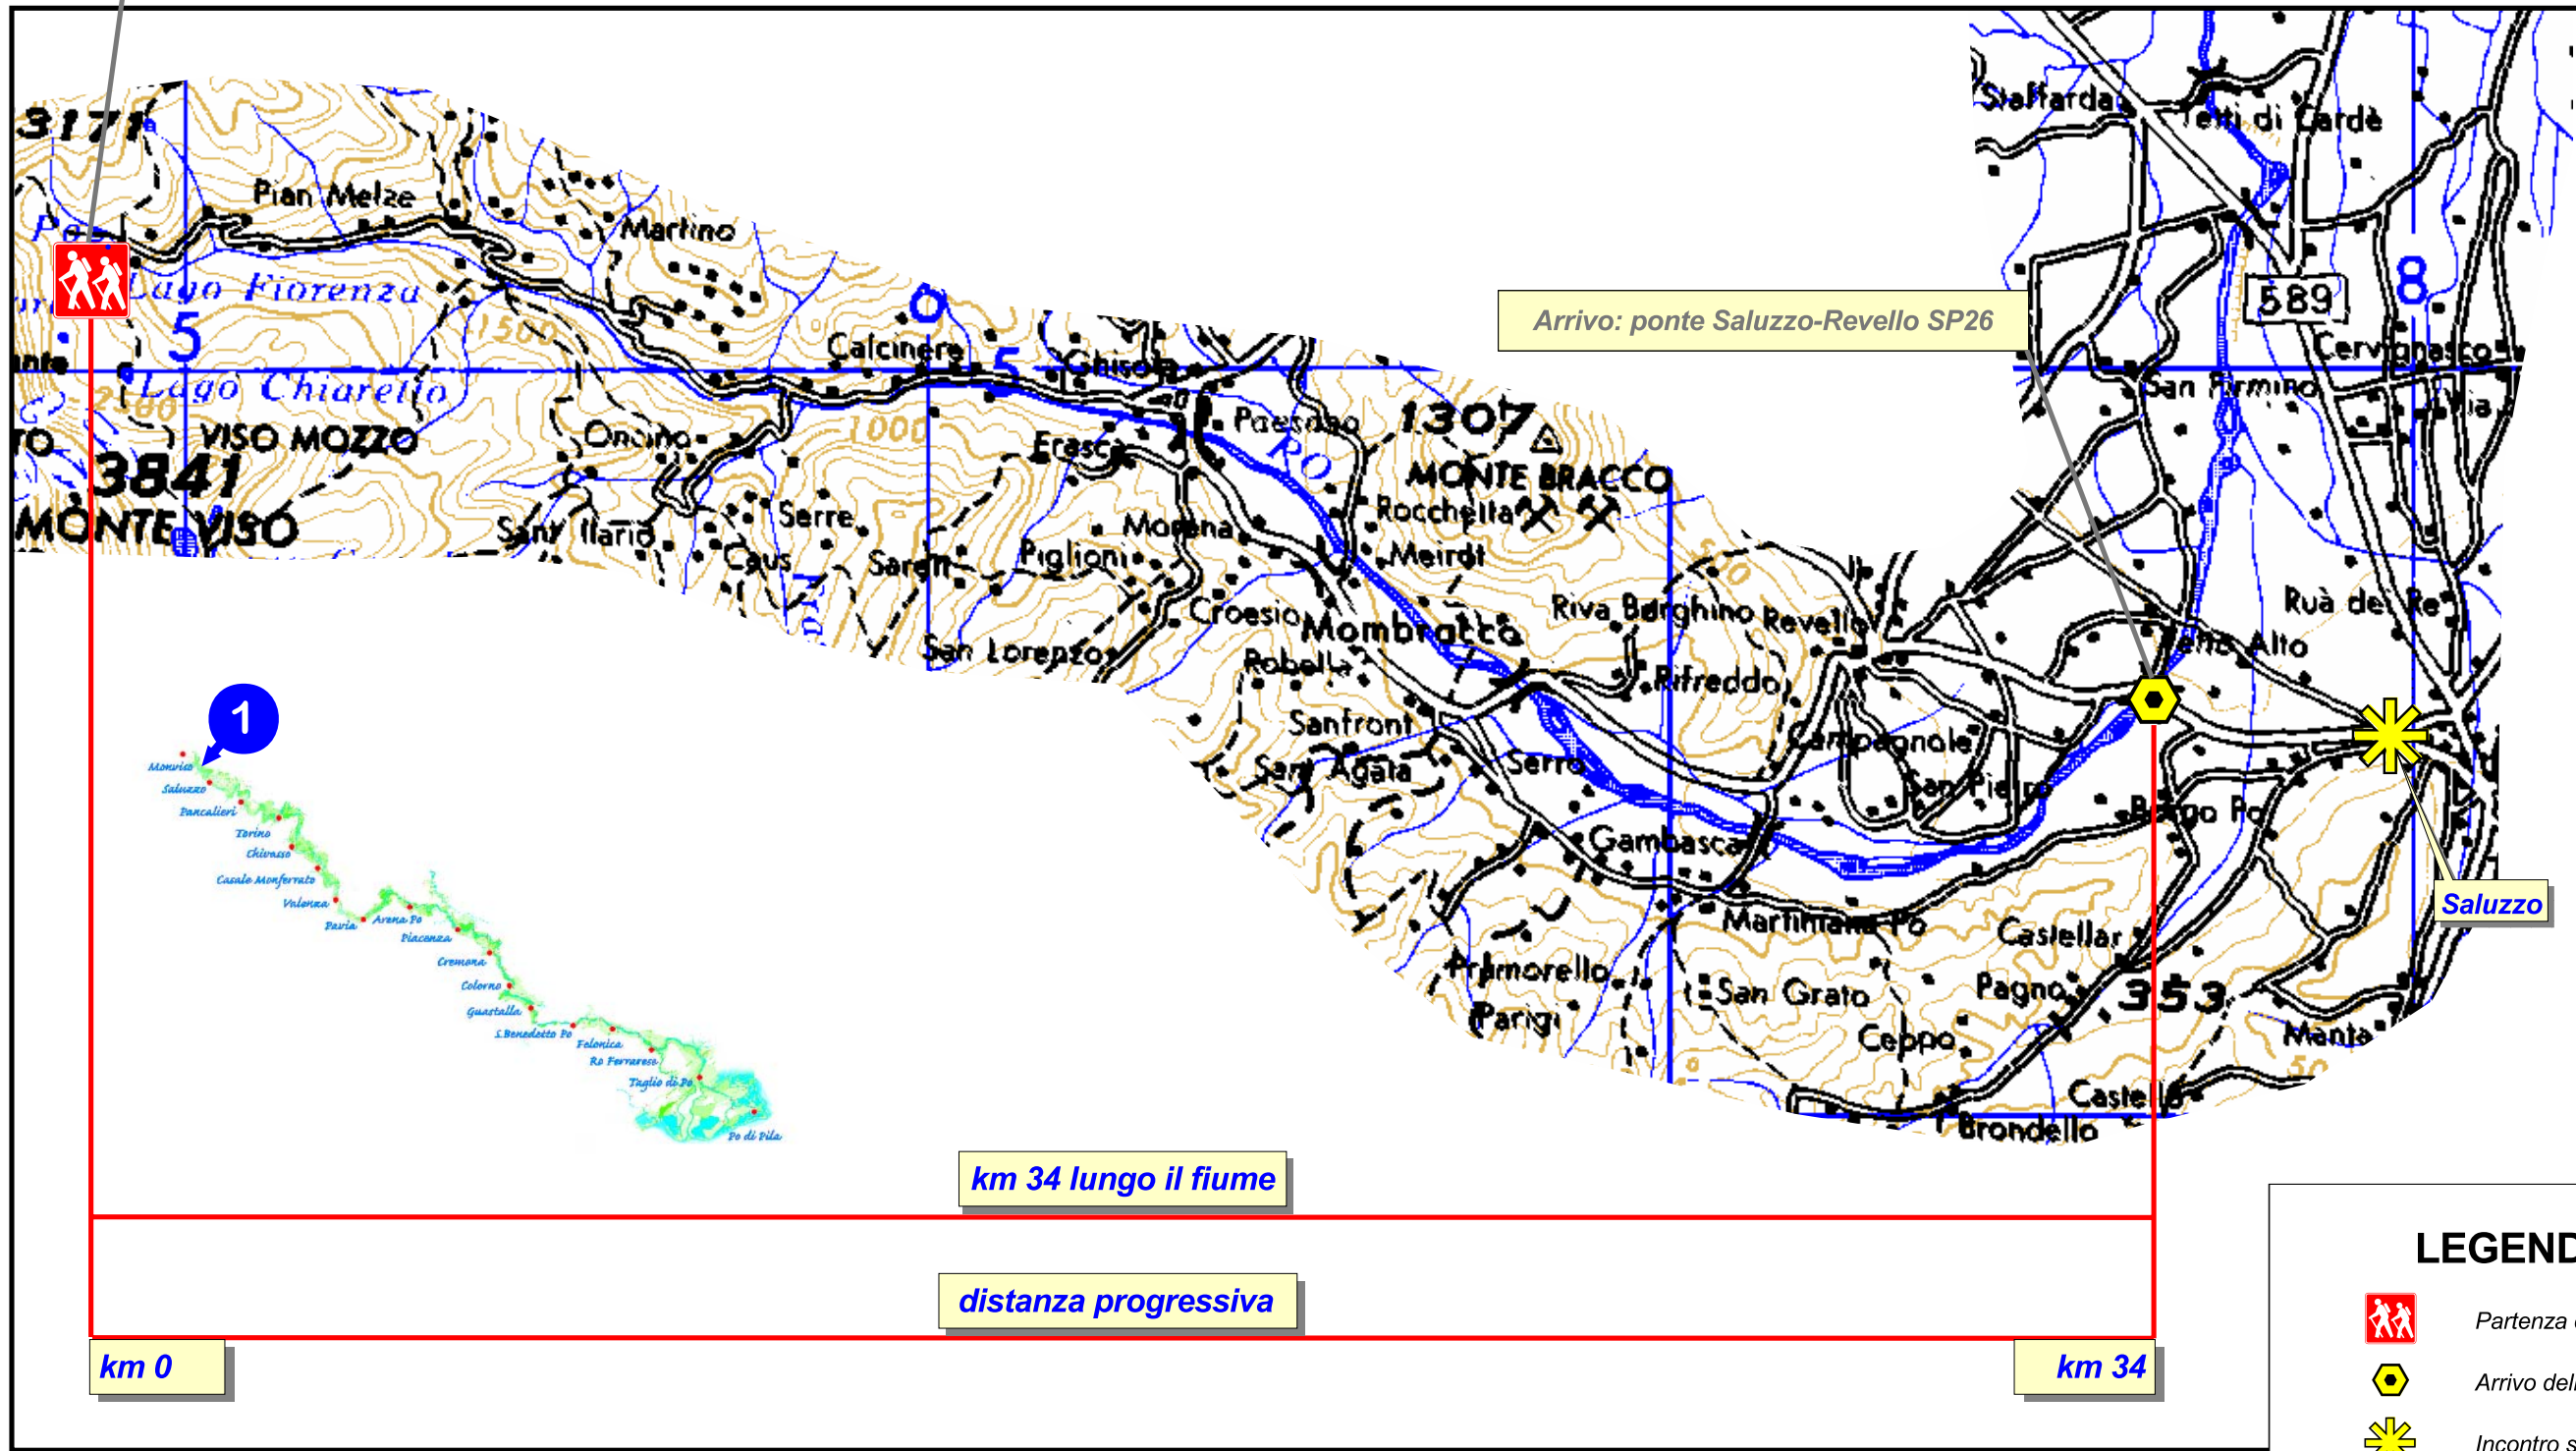 3171
Staffarda
Tetti di Cardè
Pian Melze
Martino
Lago Fiorenza
5
1500
0
8
589
Arrivo: ponte Saluzzo-Revello SP26
Calcinere
5
Ghisola
Cervignasco
San Firmino
Lago Chiaretto
2500
VISO MOZZO
Oncino
1000
Erasca
Paesana
PO
1307
3841
MONTE BRACCO
MONTE VISO
Sant Ilario
Serre
Morena
Rocchetta
Caus
Piglioni
Meirdt
Croesio
Mombracco
Riva Borghino
Revello
Ruà del Re
San Lorenzo
Robella
Rifreddo
Sanfront
Campagnole
Sant Agata
Serro
San Pietro
Borgo Po
Gambasca
Saluzzo
Martiniana Po
Castellar
Pramorello
San Grato
Pagno
353
Parigi
Ceppo
Manta
Castello
Brondello
1
Monviso
Saluzzo
Pancalieri
Torino
Chivasso
Casale Monferrato
Valenza
Pavia
Arena Po
Piacenza
Cremona
Colorno
Guastalla
S.Benedetto Po
Felonica
Ro Ferrarese
Taglio di Po
Po di Pila
km 34 lungo il fiume
distanza progressiva
km 0
km 34
LEGEND
Partenza
Arrivo dell
Incontro s